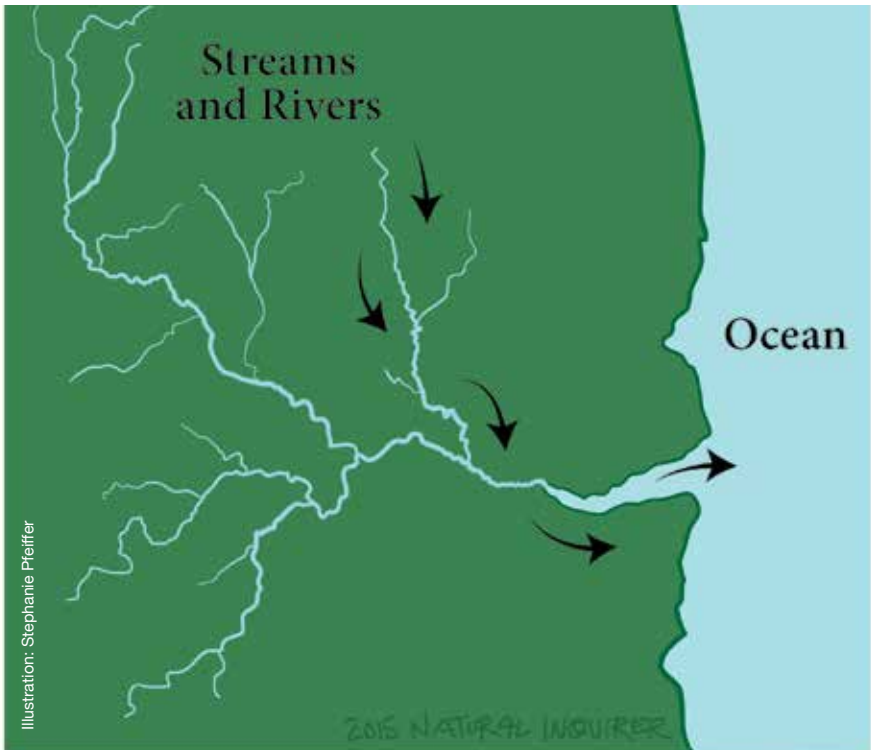 Streams
and Rivers
Ocean
Illustration: Stephanie Pfeiffer
2015 NATURAL INQUIRER